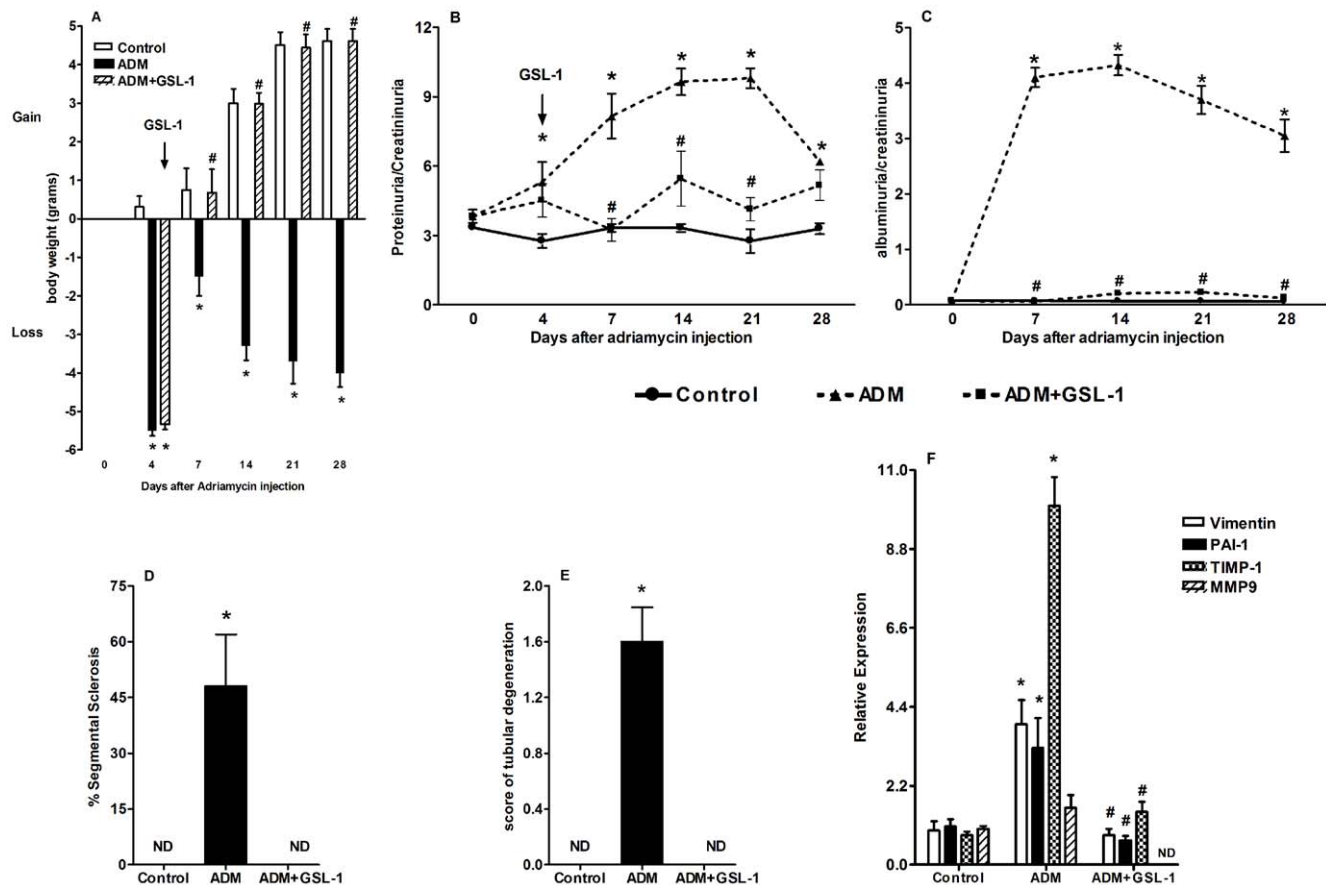 A
5
4
3
2
1
0
-1
-2
-3
-4
-5
-6
Gain
Loss
body weight (grams)
Control
ADM
ADM+GSL-1
GSL-1
# # # #
* * * * * *
0 4 7 14 21 28
Days after Adriamycin injection
B
12
9
6
3
0
Proteinuria/Creatininuria
GSL-1
* * * * *
# # #
0 4 7 14 21 28
Days after adriamycin injection
C
5
4
3
2
1
0
albuminuria/creatininuria
* * * *
# # # #
0 7 14 21 28
Days after adriamycin injection
Control ADM ADM+GSL-1
D
75
60
45
30
15
0
% Segmental Sclerosis
*
ND ND
Control ADM ADM+GSL-1
E
2.0
1.6
1.2
0.8
0.4
0.0
score of tubular degeneration
*
ND ND
Control ADM ADM+GSL-1
F
11.0
8.8
6.6
4.4
2.2
0.0
Relative Expression
Vimentin
PAI-1
TIMP-1
MMP9
* * *
# # #
ND
Control ADM ADM+GSL-1